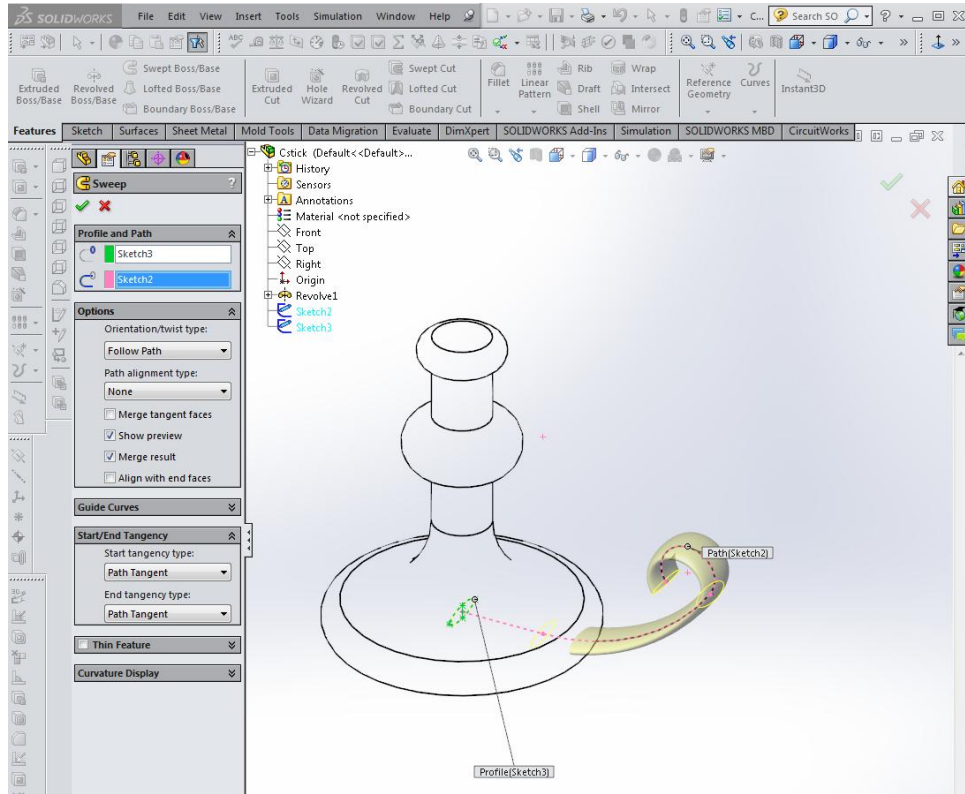 SOLIDWORKS File Edit View Insert Tools Simulation Window Help C... Search SO ?
Extruded Boss/Base
Revolved Boss/Base
Swept Boss/Base
Lofted Boss/Base
Boundary Boss/Base
Extruded Cut
Hole Wizard
Revolved Cut
Swept Cut
Lofted Cut
Boundary Cut
Fillet
Linear Pattern
Rib
Draft
Shell
Wrap
Intersect
Mirror
Reference Geometry
Curves
Instant3D
Features Sketch Surfaces Sheet Metal Mold Tools Data Migration Evaluate DimXpert SOLIDWORKS Add-Ins Simulation SOLIDWORKS MBD CircuitWorks
Sweep ?
Profile and Path
Sketch3
Sketch2
Options
Orientation/twist type:
Follow Path
Path alignment type:
None
Merge tangent faces
Show preview
Merge result
Align with end faces
Guide Curves
Start/End Tangency
Start tangency type:
Path Tangent
End tangency type:
Path Tangent
Thin Feature
Curvature Display
Cstick (Default<<Default>...
History
Sensors
Annotations
Material <not specified>
Front
Top
Right
Origin
Revolve1
Sketch2
Sketch3
Path(Sketch2)
Profile(Sketch3)